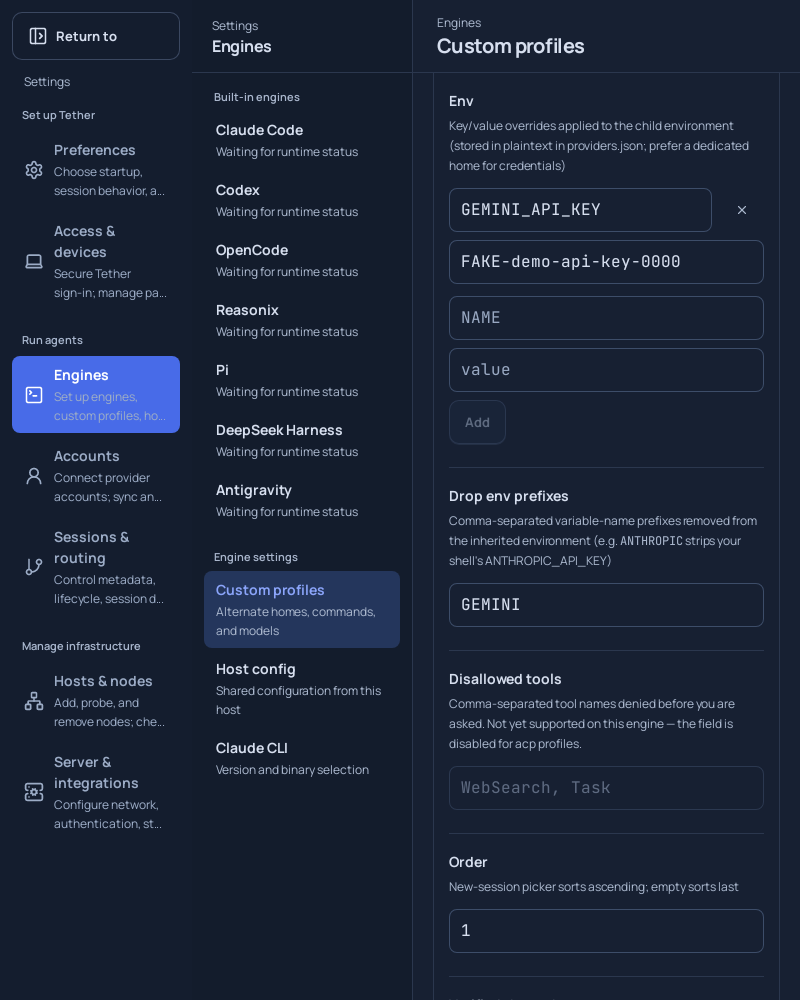 Return to
Settings
Set up Tether
Preferences
Choose startup,
session behavior, a...
Access &
devices
Secure Tether
sign-in; manage pa...
Run agents
Engines
Set up engines,
custom profiles, ho...
Accounts
Connect provider
accounts; sync an...
Sessions &
routing
Control metadata,
lifecycle, session d...
Manage infrastructure
Hosts & nodes
Add, probe, and
remove nodes; che...
Server &
integrations
Configure network,
authentication, st...
Settings
Engines
Built-in engines
Claude Code
Waiting for runtime status
Codex
Waiting for runtime status
OpenCode
Waiting for runtime status
Reasonix
Waiting for runtime status
Pi
Waiting for runtime status
DeepSeek Harness
Waiting for runtime status
Antigravity
Waiting for runtime status
Engine settings
Custom profiles
Alternate homes, commands,
and models
Host config
Shared configuration from this
host
Claude CLI
Version and binary selection
Engines
Custom profiles
Env
Key/value overrides applied to the child environment
(stored in plaintext in providers.json; prefer a dedicated
home for credentials)
GEMINI_API_KEY
FAKE-demo-api-key-0000
NAME
value
Add
Drop env prefixes
Comma-separated variable-name prefixes removed from
the inherited environment (e.g. ANTHROPIC strips your
shell's ANTHROPIC_API_KEY)
GEMINI
Disallowed tools
Comma-separated tool names denied before you are
asked. Not yet supported on this engine — the field is
disabled for acp profiles.
WebSearch, Task
Order
New-session picker sorts ascending; empty sorts last
1